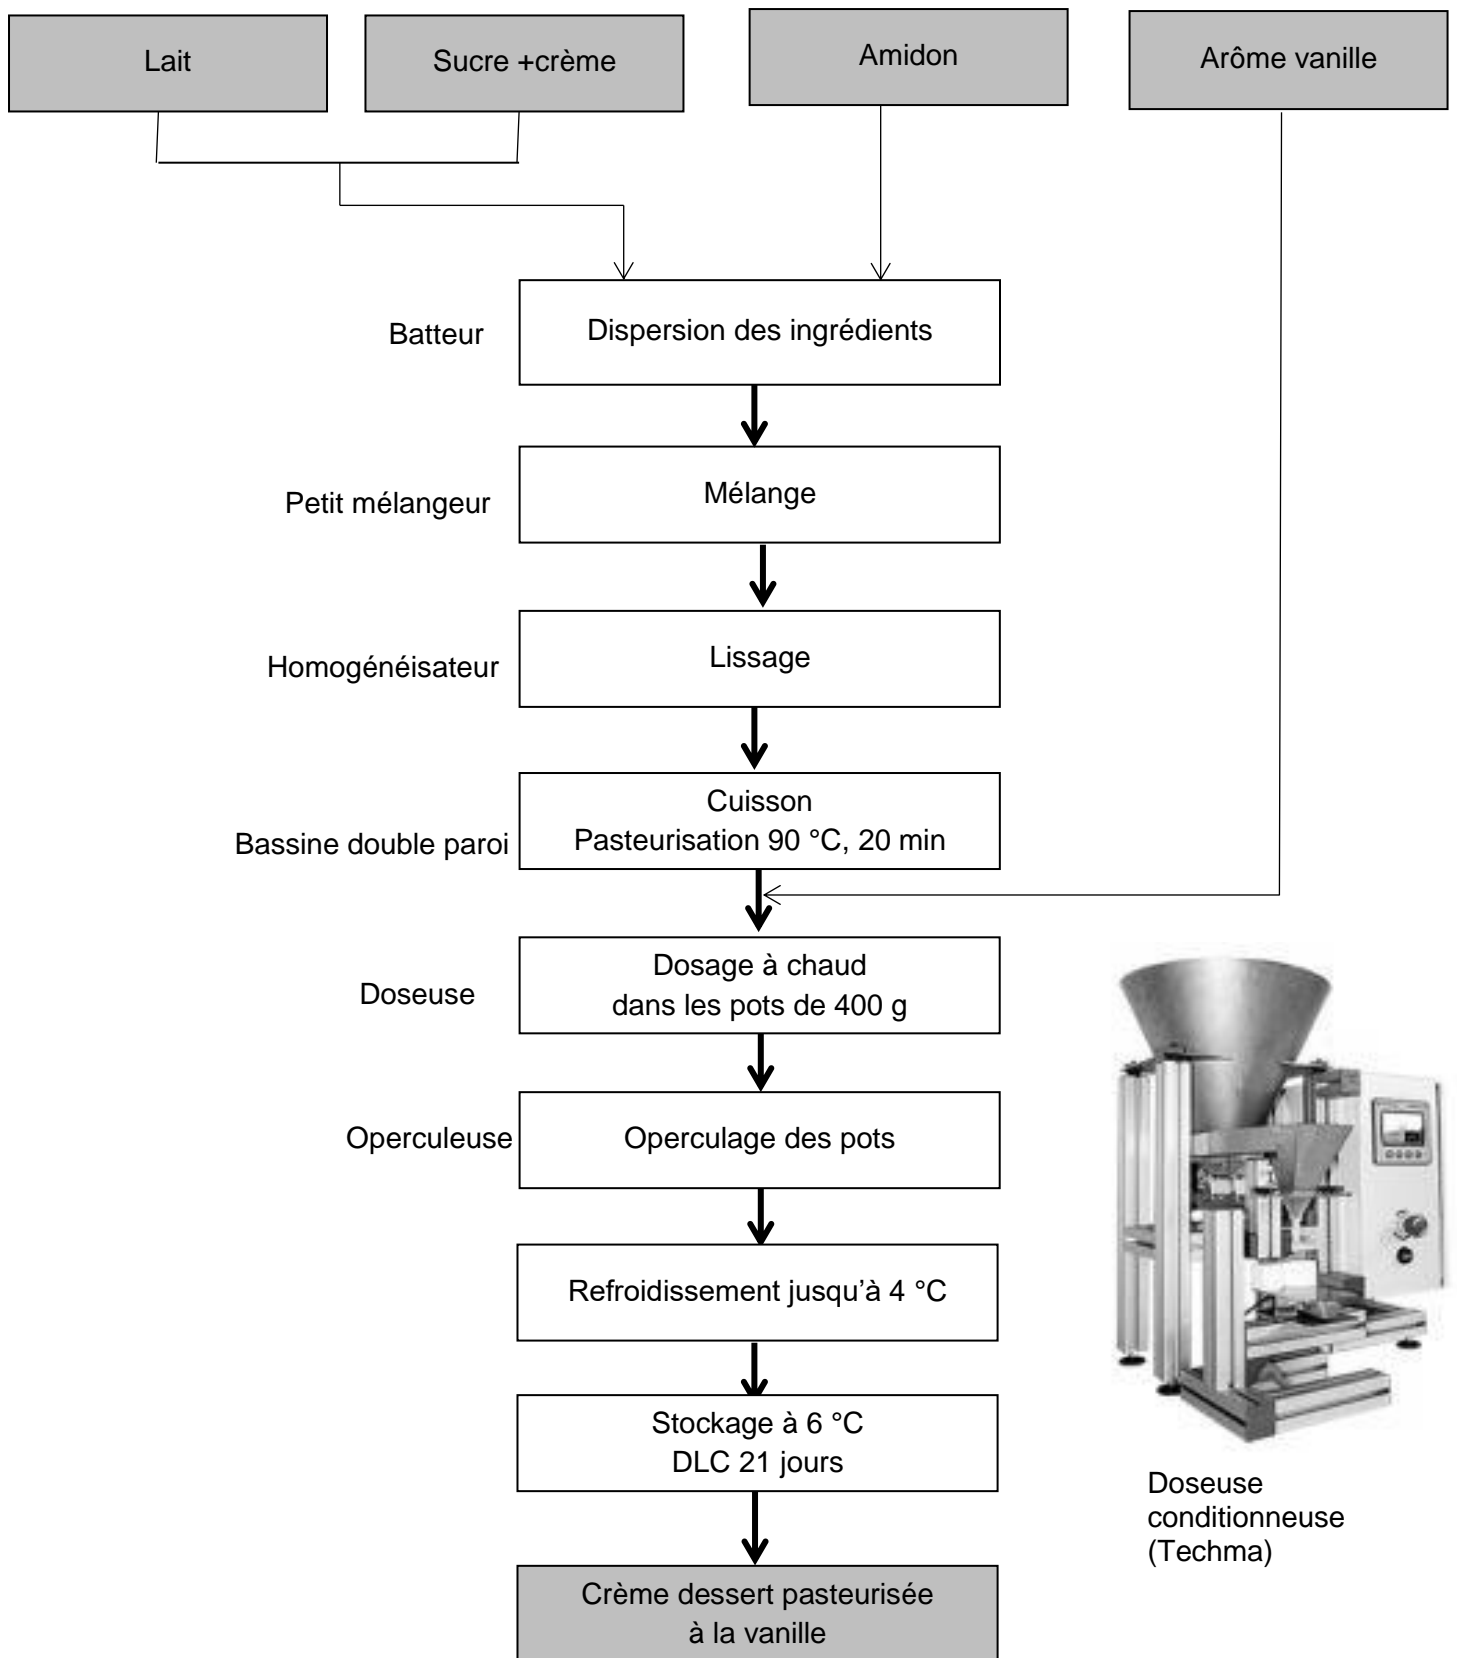 Lait
Sucre +crème
Amidon
Arôme vanille
Batteur
Dispersion des ingrédients
Petit mélangeur
Mélange
Homogénéisateur
Lissage
Bassine double paroi
Cuisson
Pasteurisation 90 °C, 20 min
Doseuse
Dosage à chaud
dans les pots de 400 g
Operculeuse
Operculage des pots
Refroidissement jusqu’à 4 °C
Stockage à 6 °C
DLC 21 jours
Doseuse
conditionneuse
(Techma)
Crème dessert pasteurisée
à la vanille